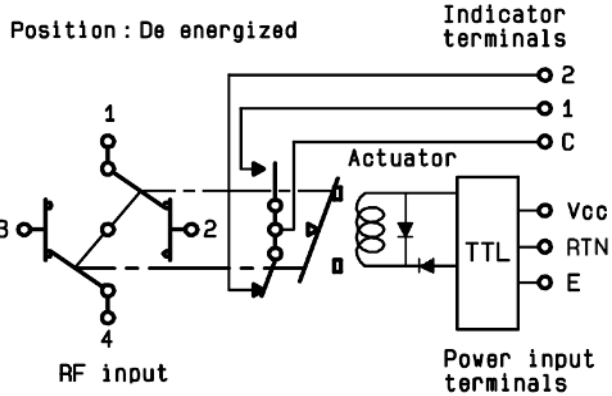 Position : De energized
Indicator
terminals
2
1
C
1
Actuator
3
2
Vcc
TTL
RTN
E
4
RF input
Power input
terminals